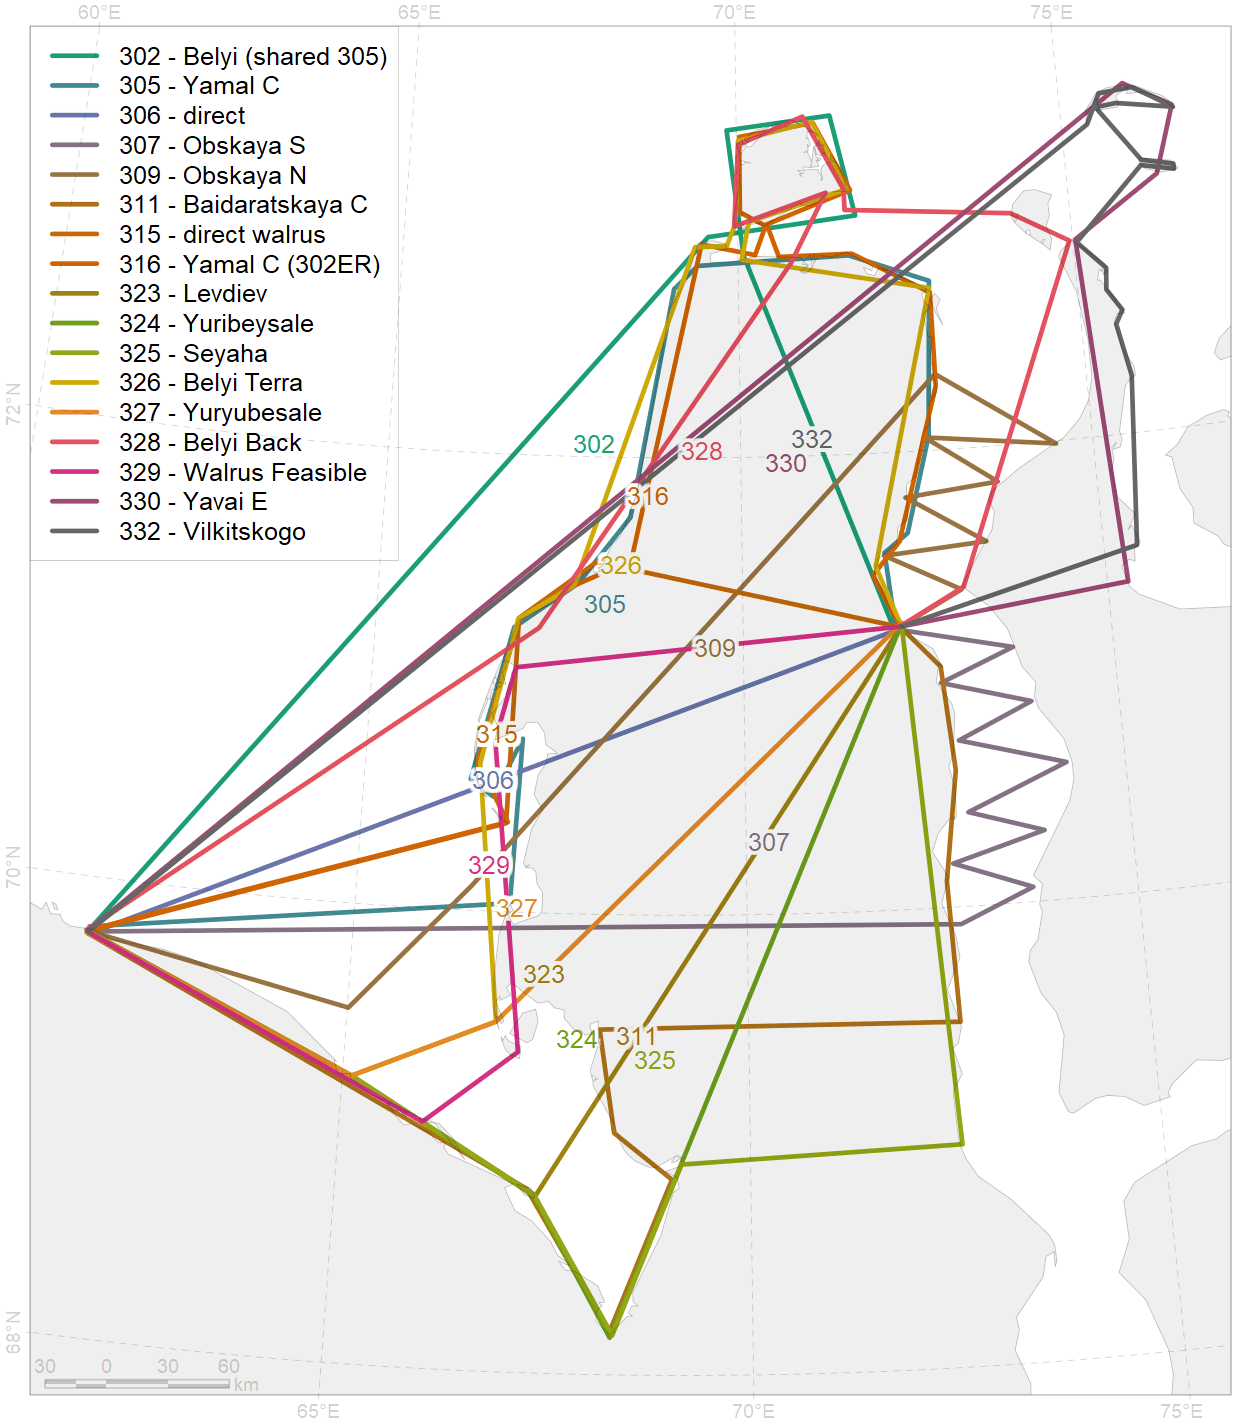 60°E 65°E 70°E 75°E
302 - Belyi (shared 305)
305 - Yamal C
306 - direct
307 - Obskaya S
309 - Obskaya N
311 - Baidaratskaya C
315 - direct walrus
316 - Yamal C (302ER)
323 - Levdiev
324 - Yuribeysale
325 - Seyaha
326 - Belyi Terra
327 - Yuryubesale
328 - Belyi Back
329 - Walrus Feasible
330 - Yavai E
332 - Vilkitskogo
72°N
302
328
332
330
316
326
305
309
315
306
307
329
70°N
327
323
324
311
325
68°N
30 0 30 60
km
65°E 70°E 75°E